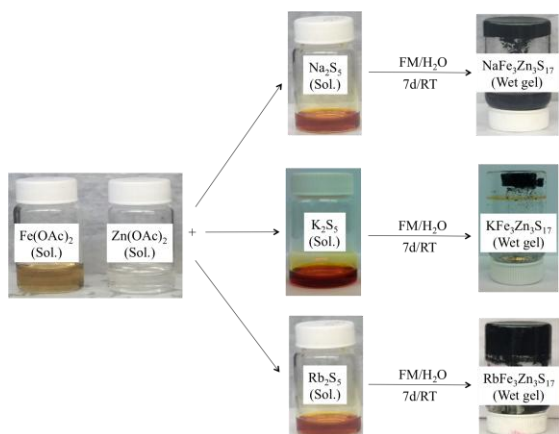 Na₂S₅
(Sol.)
FM/H₂O
7d/RT
NaFe₃Zn₃S₁₇
(Wet gel)
Fe(OAc)₂
(Sol.)
Zn(OAc)₂
(Sol.)
+
K₂S₅
(Sol.)
FM/H₂O
7d/RT
KFe₃Zn₃S₁₇
(Wet gel)
Rb₂S₅
(Sol.)
FM/H₂O
7d/RT
RbFe₃Zn₃S₁₇
(Wet gel)